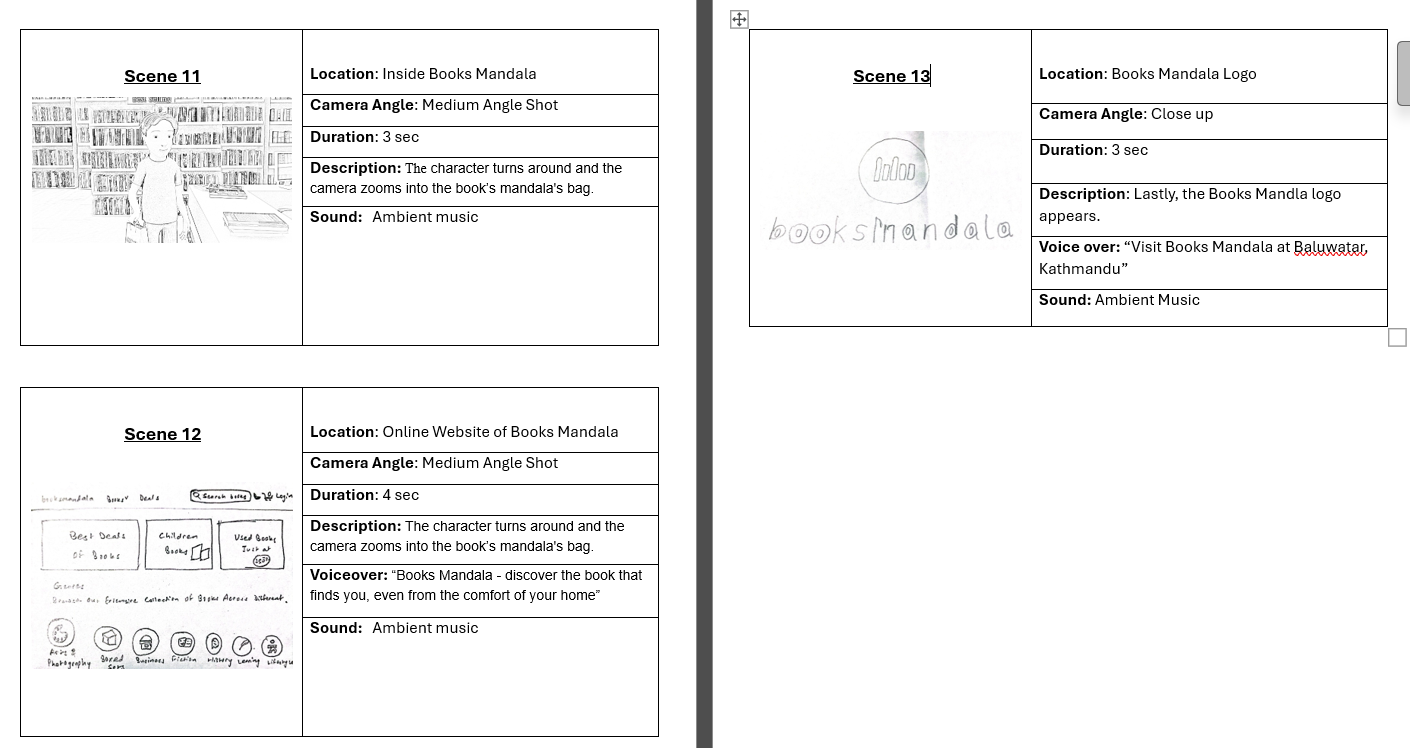 Scene 11
Best Selling
Location: Inside Books Mandala
Camera Angle: Medium Angle Shot
Duration: 3 sec
Description: The character turns around and the
camera zooms into the book's mandala's bag.
Sound: Ambient music
Scene 12
booksmandala Books Deals Search books Login
Best Deals
Of Books
Children
Books
Used Books
Just at
Genres
Browse our Extensive Collection of Books Across Different.
Arts &
Photography
Boxed
Sets
Business
Fiction
History
Learning
Lifestyle
Location: Online Website of Books Mandala
Camera Angle: Medium Angle Shot
Duration: 4 sec
Description: The character turns around and the
camera zooms into the book's mandala's bag.
Voiceover: “Books Mandala - discover the book that
finds you, even from the comfort of your home”
Sound: Ambient music
Scene 13
booksmandala
Location: Books Mandala Logo
Camera Angle: Close up
Duration: 3 sec
Description: Lastly, the Books Mandla logo
appears.
Voice over: “Visit Books Mandala at Baluwatar,
Kathmandu”
Sound: Ambient Music